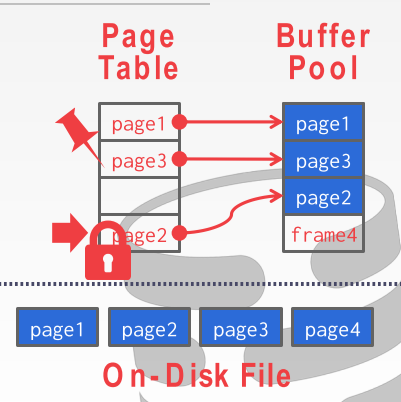 Page
Table
Buffer
Pool
page1
page3
page2
page1
page3
page2
frame4
page1 page2 page3 page4
On-Disk File